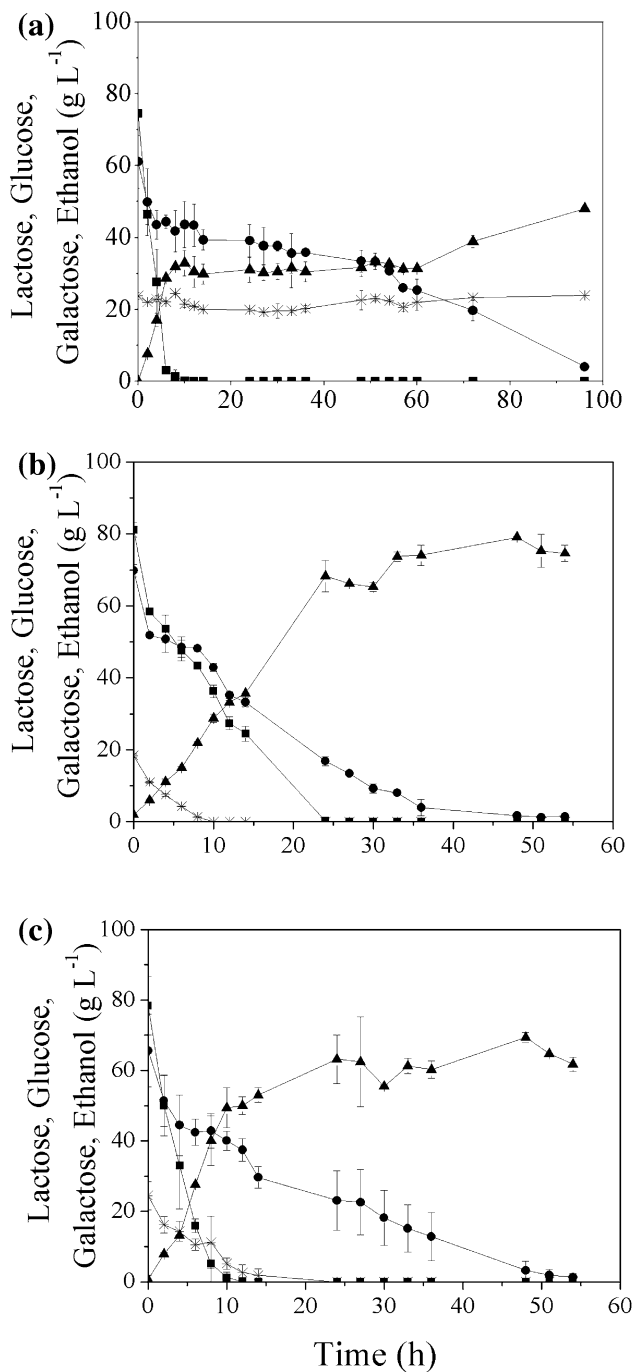 (a)
100
80
60
40
20
0
Lactose, Glucose,
Galactose, Ethanol (g L-1)
0 20 40 60 80 100
(b)
100
80
60
40
20
0
Lactose, Glucose,
Galactose, Ethanol (g L-1)
0 10 20 30 40 50 60
(c)
100
80
60
40
20
0
Lactose, Glucose,
Galactose, Ethanol (g L-1)
0 10 20 30 40 50 60
Time (h)